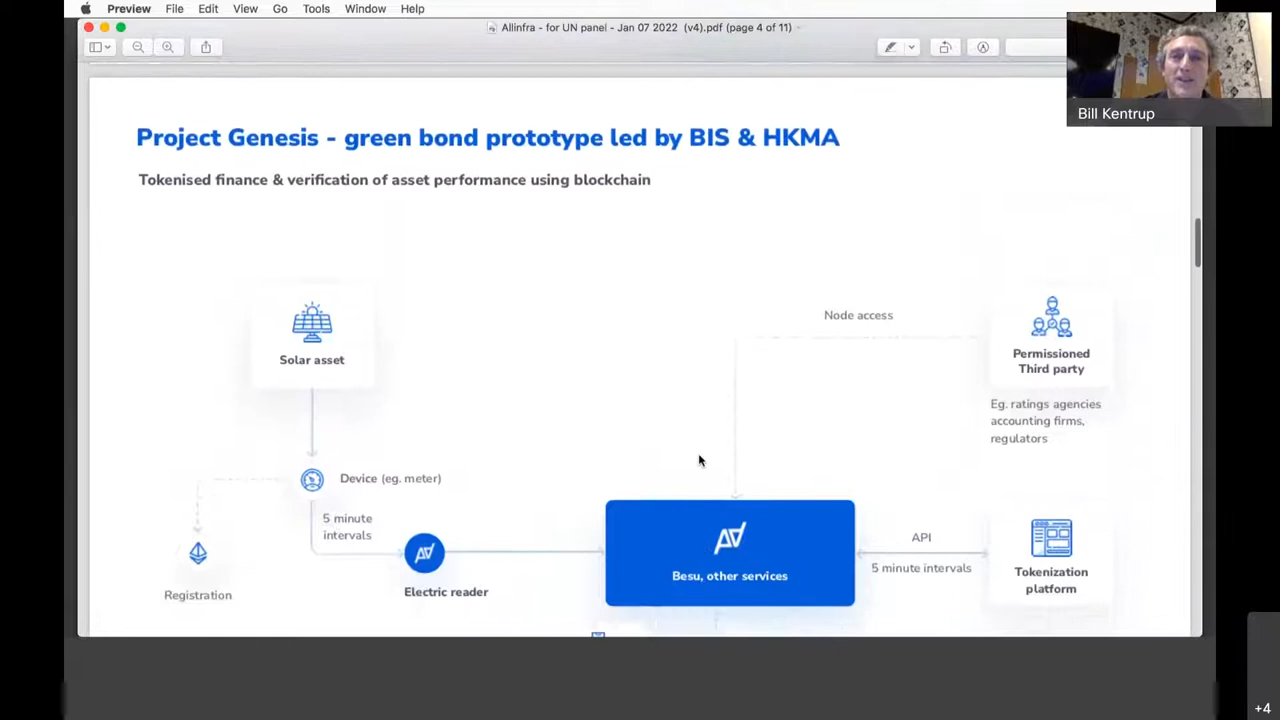 Preview File Edit View Go Tools Window Help
Allinfra - for UN panel - Jan 07 2022 (v4).pdf (page 4 of 11)
Bill Kentrup
Project Genesis - green bond prototype led by BIS & HKMA
Tokenised finance & verification of asset performance using blockchain
Solar asset
Node access
Permissioned
Third party
Eg. ratings agencies
accounting firms,
regulators
Device (eg. meter)
5 minute
intervals
Electric reader
Registration
Besu, other services
API
5 minute intervals
Tokenization
platform
+4